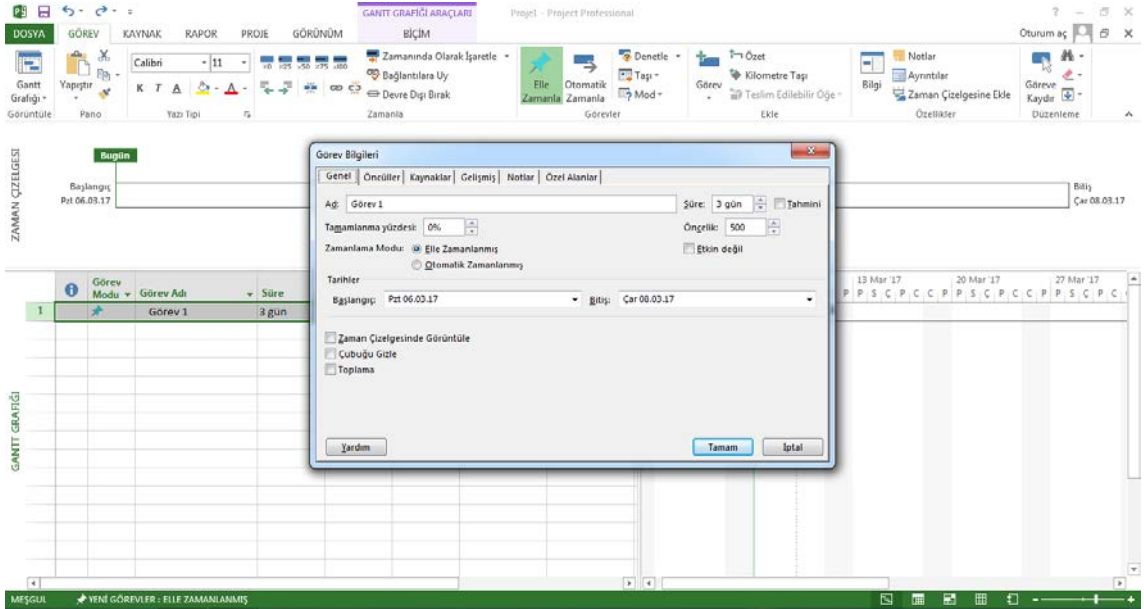 GANTT GRAFİĞİ ARAÇLARI
Proje1 - Project Professional
DOSYA GÖREV KAYNAK RAPOR PROJE GÖRÜNÜM BİÇİM Oturum aç
Gantt Grafiği
Yapıştır
Calibri 11
K T A
Zamanında Olarak İşaretle
Bağlantılara Uy
Devre Dışı Bırak
Elle Zamanla
Otomatik Zamanla
Denetle
Taşı
Mod
Görev
Özet
Kilometre Taşı
Teslim Edilebilir Öğe
Bilgi
Notlar
Ayrıntılar
Zaman Çizelgesine Ekle
Göreve Kaydır
Görüntüle Pano Yazı Tipi Zamanla Görevler Ekle Özellikler Düzenleme
ZAMAN ÇİZELGESİ
Bugün
Başlangıç
Pzt 06.03.17
Bitiş
Çar 08.03.17
Görev Bilgileri
Genel Öncüller Kaynaklar Gelişmiş Notlar Özel Alanlar
Ad: Görev 1 Süre: 3 gün Tahmini
Tamamlanma yüzdesi: 0% Öncelik: 500
Zamanlama Modu: Elle Zamanlanmış Etkin değil
Otomatik Zamanlanmış
Tarihler
Başlangıç: Pzt 06.03.17 Bitiş: Çar 08.03.17
Zaman Çizelgesinde Görüntüle
Çubuğu Gizle
Toplama
Yardım Tamam İptal
Görev Modu Görev Adı Süre
13 Mar '17 20 Mar '17 27 Mar '17
P P S Ç P C C P P S Ç P C C P P S Ç P C
1 Görev 1 3 gün
GANTT GRAFİĞİ
MEŞGUL YENİ GÖREVLER : ELLE ZAMANLANMIŞ